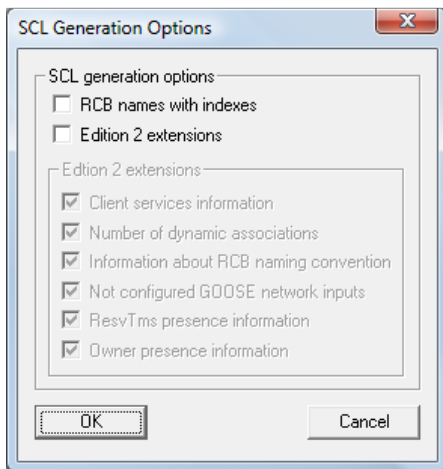 SCL Generation Options
SCL generation options
RCB names with indexes
Edition 2 extensions
Edtion 2 extensions
Client services information
Number of dynamic associations
Information about RCB naming convention
Not configured GOOSE network inputs
ResvTms presence information
Owner presence information
OK
Cancel